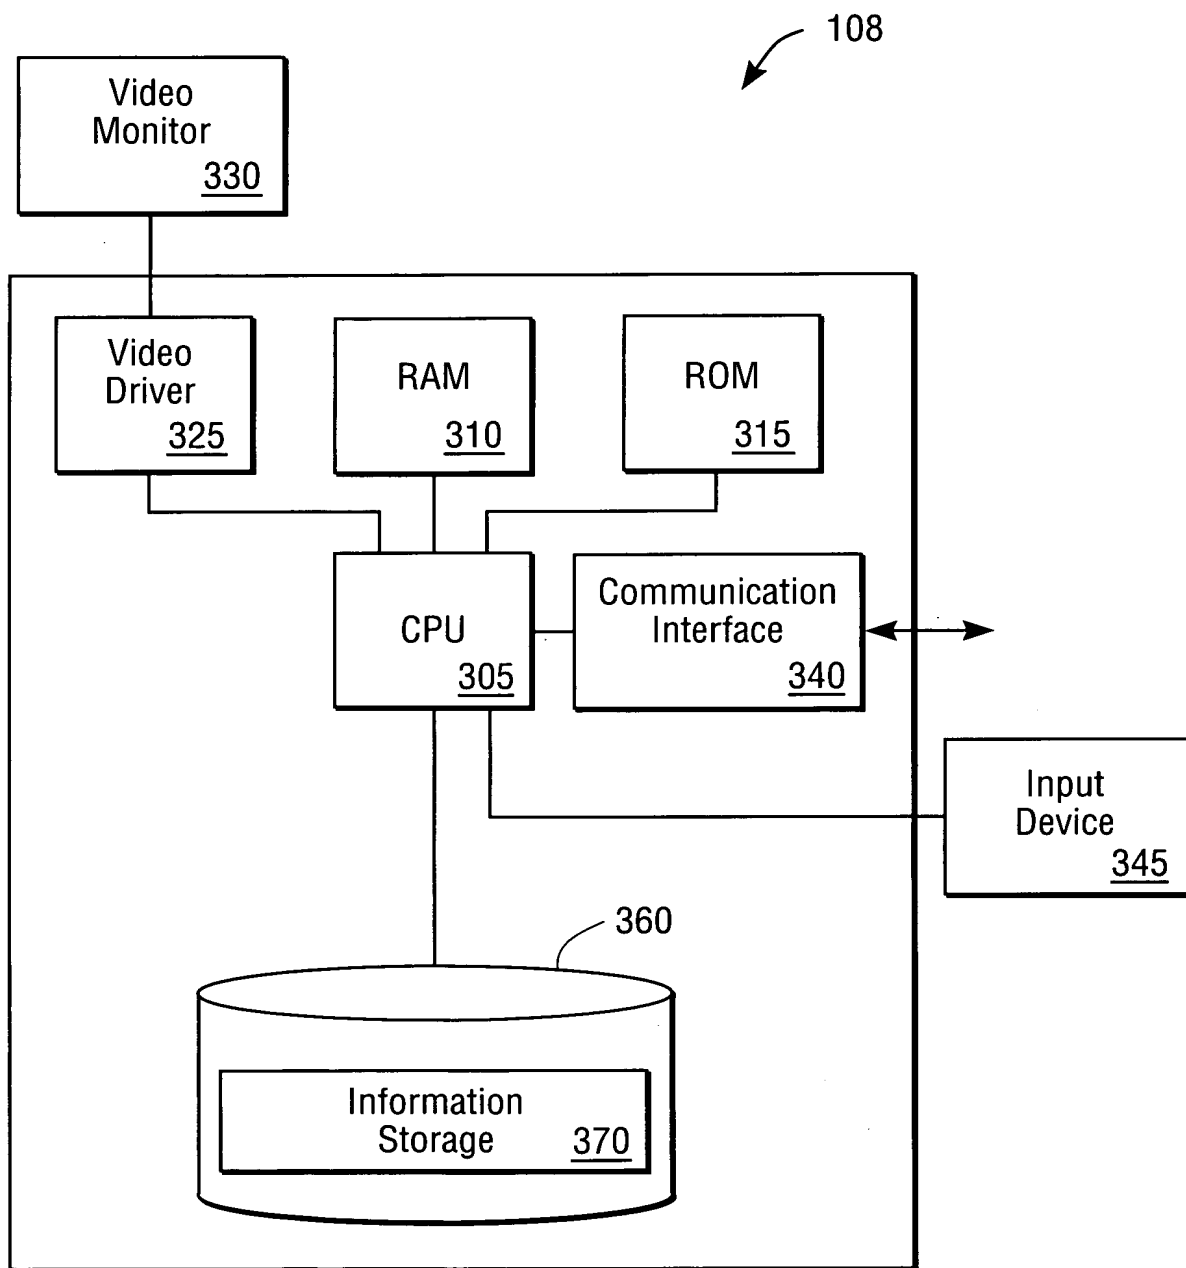 108
Video
Monitor
330
Video
Driver
325
RAM
310
ROM
315
CPU
305
Communication
Interface
340
Input
Device
345
360
Information
Storage
370